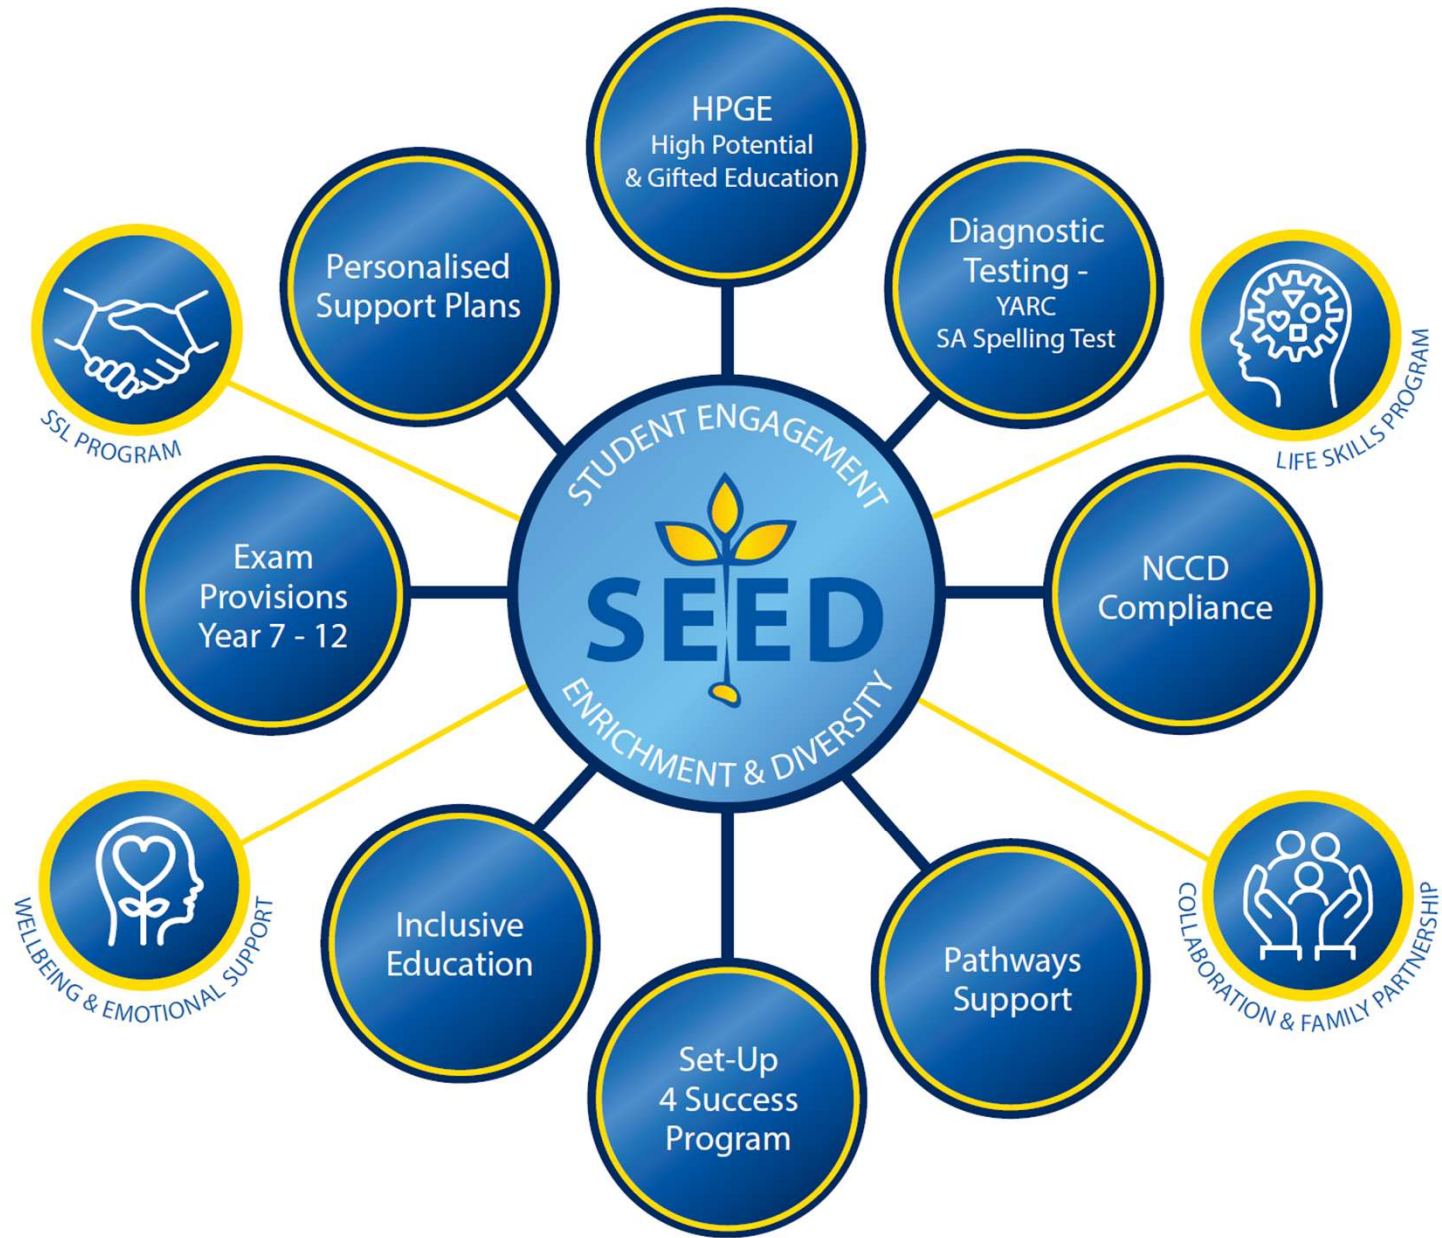 HPGE
High Potential
& Gifted Education
Personalised
Support Plans
Diagnostic
Testing -
YARC
SA Spelling Test
SSL PROGRAM
LIFE SKILLS PROGRAM
STUDENT ENGAGEMENT
SEED
ENRICHMENT & DIVERSITY
Exam
Provisions
Year 7 - 12
NCCD
Compliance
WELLBEING & EMOTIONAL SUPPORT
Inclusive
Education
Set-Up
4 Success
Program
Pathways
Support
COLLABORATION & FAMILY PARTNERSHIP